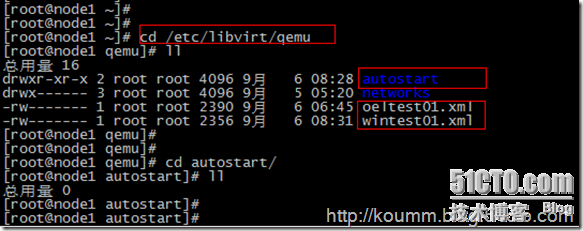 [root@node1 ~]#
[root@node1 ~]#
[root@node1 ~]# cd /etc/libvirt/qemu
[root@node1 qemu]# ll
总用量 16
drwxr-xr-x 2 root root 4096 9月 6 08:28 autostart
drwx------ 3 root root 4096 9月 5 05:20 networks
-rw------- 1 root root 2390 9月 6 06:45 oeltest01.xml
-rw------- 1 root root 2356 9月 6 08:31 wintest01.xml
[root@node1 qemu]#
[root@node1 qemu]#
[root@node1 qemu]# cd autostart/
[root@node1 autostart]# ll
总用量 0
[root@node1 autostart]#
[root@node1 autostart]#
51CTO.com
技术博客 Blog
http://koumm.blog